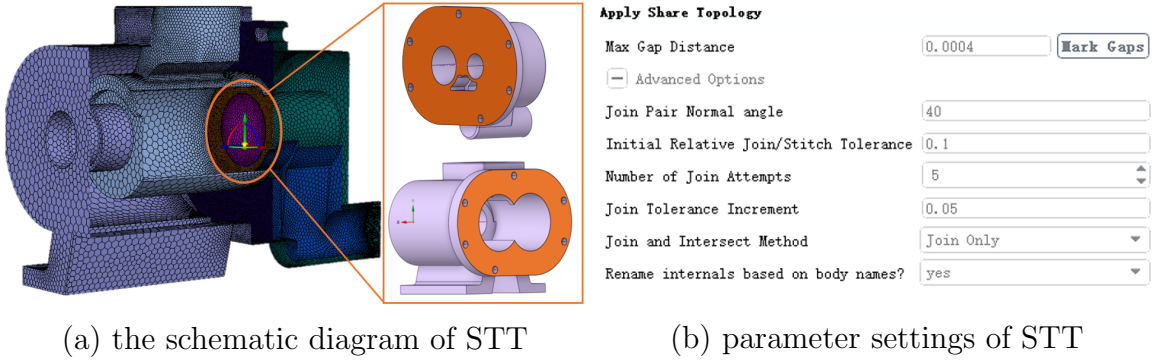 Apply Share Topology
Max Gap Distance 0.0004 Mark Gaps
Advanced Options
Join Pair Normal angle 40
Initial Relative Join/Stitch Tolerance 0.1
Number of Join Attempts 5
Join Tolerance Increment 0.05
Join and Intersect Method Join Only
Rename internals based on body names? yes
(a) the schematic diagram of STT
(b) parameter settings of STT